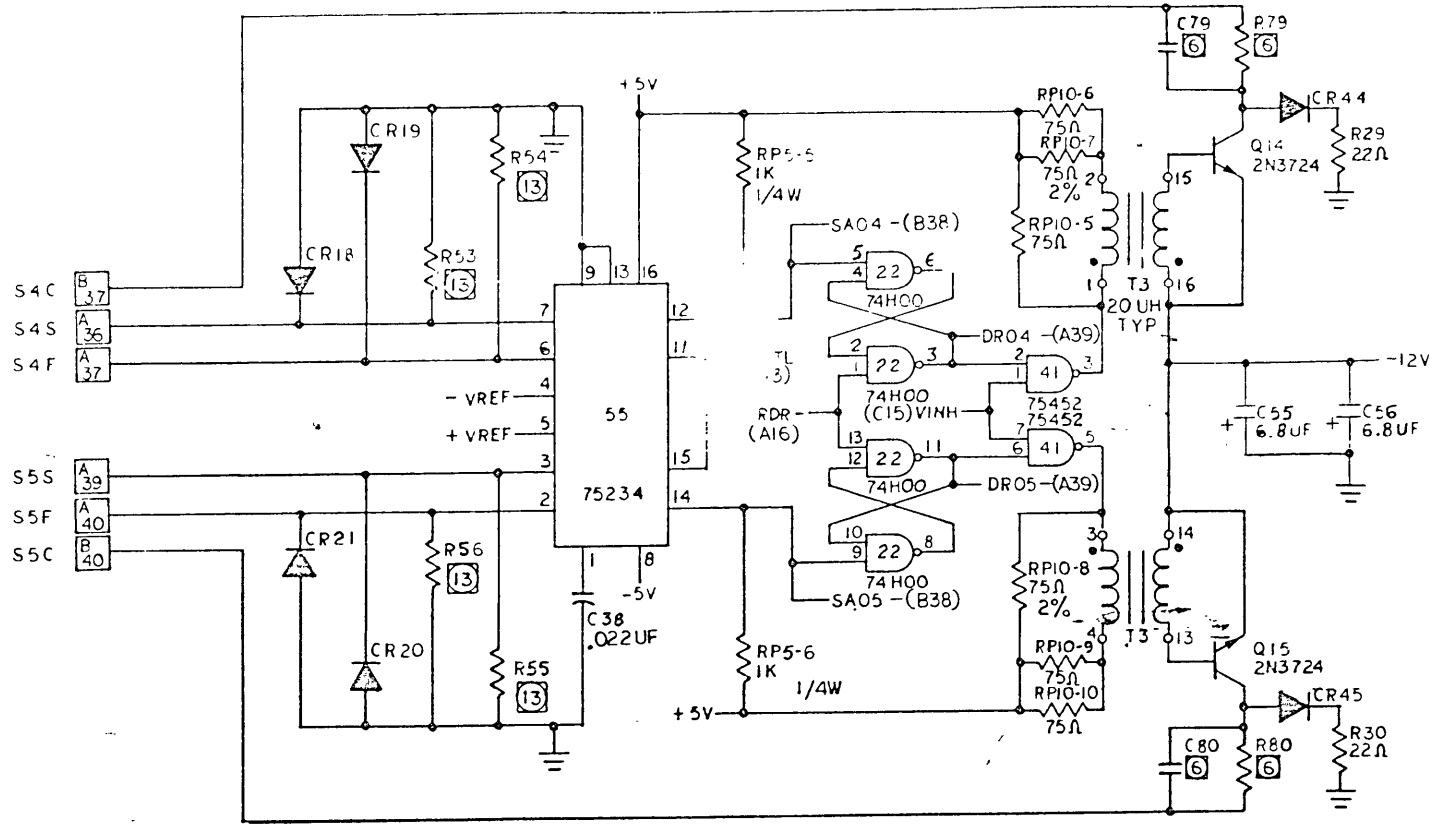 C79
6
R79
6
+5V
CR19
R54
13
RP5-5
1K
1/4W
RP10-6
75Ω
RP10-7
75Ω
2%
2
15
Q14
2N3724
CR44
R29
22Ω
CR18
R53
13
RP10-5
75Ω
SA04-(B38)
S4C
B
37
S4S
A
36
S4F
A
37
9
13
16
7
12
6
11
4
- VREF
5
+ VREF
55
75234
3
15
2
14
1
8
-5V
5
4
22
74H00
2
1
22
3
74H00
DR04-(A39)
RDR-
(A16)
(C15)VINH
2
1
41
3
75452
75452
7
6
41
5
1
T3
16
20UH
TYP
-12V
C55
6.8UF
+
C56
6.8UF
+
13
12
22
11
74H00
DR05-(A39)
10
9
22
8
74H00
SA05-(B38)
S5S
A
39
S5F
A
40
S5C
B
40
CR21
R56
13
C38
.022UF
CR20
R55
13
RP5-6
1K
1/4W
+5V
3
14
RP10-8
75Ω
2%
4
T3
13
RP10-9
75Ω
RP10-10
75Ω
Q15
2N3724
CR45
R30
22Ω
C80
6
R80
6